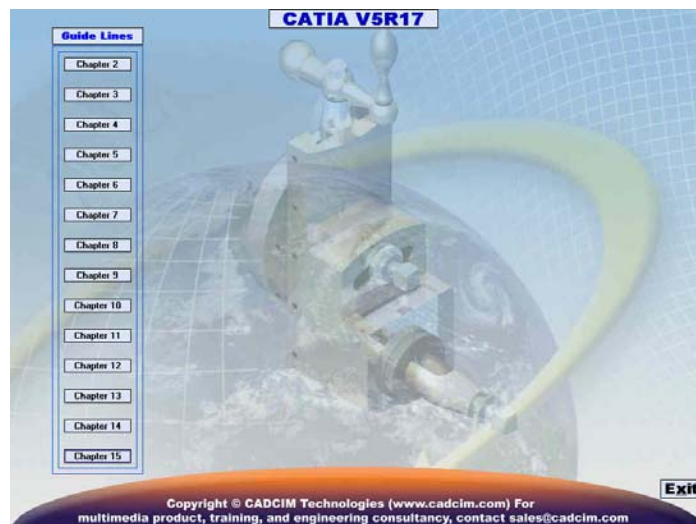 CATIA V5R17
Guide Lines
Chapter 2
Chapter 3
Chapter 4
Chapter 5
Chapter 6
Chapter 7
Chapter 8
Chapter 9
Chapter 10
Chapter 11
Chapter 12
Chapter 13
Chapter 14
Chapter 15
Exit
Copyright © CADCIM Technologies (www.cadcim.com) For
multimedia product, training, and engineering consultancy, contact sales@cadcim.com